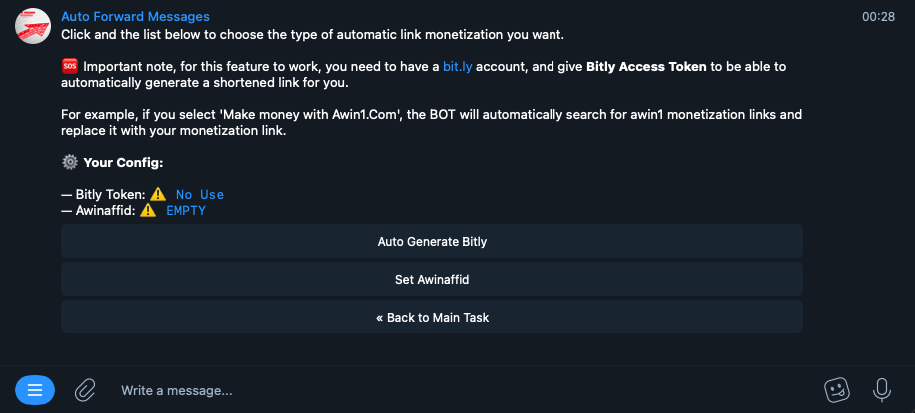 Auto Forward Messages
00:28
Click and the list below to choose the type of automatic link monetization you want.
🆘 Important note, for this feature to work, you need to have a bit.ly account, and give Bitly Access Token to be able to
automatically generate a shortened link for you.
For example, if you select 'Make money with Awin1.Com', the BOT will automatically search for awin1 monetization links and
replace it with your monetization link.
⚙️ Your Config:
— Bitly Token: ⚠️ No Use
— Awinaffid: ⚠️ EMPTY
Auto Generate Bitly
Set Awinaffid
« Back to Main Task
Write a message...